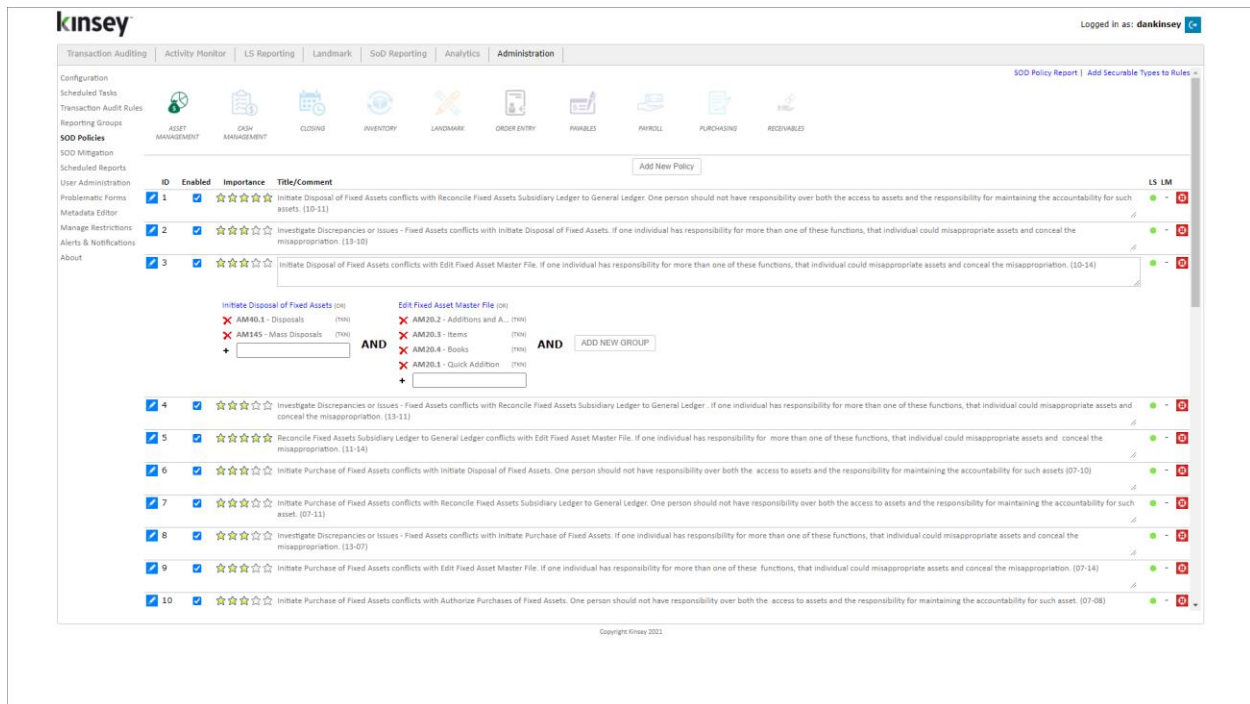 kınsey
Logged in as: dankinsey
Transaction Auditing Activity Monitor LS Reporting Landmark SoD Reporting Analytics Administration
SOD Policy Report | Add Securable Types to Rules
Configuration
Scheduled Tasks
Transaction Audit Rules
Reporting Groups
SOD Policies
SOD Mitigation
Scheduled Reports
User Administration
Problematic Forms
Metadata Editor
Manage Restrictions
Alerts & Notifications
About
ASSET MANAGEMENT
CASH MANAGEMENT
CLOSING
INVENTORY
LANDMARK
ORDER ENTRY
PAYABLES
PAYROLL
PURCHASING
RECEIVABLES
Add New Policy
ID Enabled Importance Title/Comment LS LM
1 Initiate Disposal of Fixed Assets conflicts with Reconcile Fixed Assets Subsidiary Ledger to General Ledger. One person should not have responsibility over both the access to assets and the responsibility for maintaining the accountability for such
assets. (10-11)
2 Investigate Discrepancies or Issues - Fixed Assets conflicts with Initiate Disposal of Fixed Assets. If one individual has responsibility for more than one of these functions, that individual could misappropriate assets and conceal the
misappropriation. (13-10)
3 Initiate Disposal of Fixed Assets conflicts with Edit Fixed Asset Master File. If one individual has responsibility for more than one of these functions, that individual could misappropriate assets and conceal the misappropriation. (10-14)
Initiate Disposal of Fixed Assets (OR)
AM40.1 - Disposals (TKN)
AM145 - Mass Disposals (TKN)
+
AND
Edit Fixed Asset Master File (OR)
AM20.2 - Additions and A... (TKN)
AM20.3 - Items (TKN)
AM20.4 - Books (TKN)
AM20.1 - Quick Addition (TKN)
+
AND
ADD NEW GROUP
4 Investigate Discrepancies or Issues - Fixed Assets conflicts with Reconcile Fixed Assets Subsidiary Ledger to General Ledger . If one individual has responsibility for more than one of these functions, that individual could misappropriate assets and
conceal the misappropriation. (13-11)
5 Reconcile Fixed Assets Subsidiary Ledger to General Ledger conflicts with Edit Fixed Asset Master File. If one individual has responsibility for more than one of these functions, that individual could misappropriate assets and conceal the
misappropriation. (11-14)
6 Initiate Purchase of Fixed Assets conflicts with Initiate Disposal of Fixed Assets. One person should not have responsibility over both the access to assets and the responsibility for maintaining the accountability for such assets (07-10)
7 Initiate Purchase of Fixed Assets conflicts with Reconcile Fixed Assets Subsidiary Ledger to General Ledger. One person should not have responsibility over both the access to assets and the responsibility for maintaining the accountability for such
asset. (07-11)
8 Investigate Discrepancies or Issues - Fixed Assets conflicts with Initiate Purchase of Fixed Assets. If one individual has responsibility for more than one of these functions, that individual could misappropriate assets and conceal the
misappropriation. (13-07)
9 Initiate Purchase of Fixed Assets conflicts with Edit Fixed Asset Master File. If one individual has responsibility for more than one of these functions, that individual could misappropriate assets and conceal the misappropriation. (07-14)
10 Initiate Purchase of Fixed Assets conflicts with Authorize Purchases of Fixed Assets. One person should not have responsibility over both the access to assets and the responsibility for maintaining the accountability for such asset. (07-08)
Copyright Kinsey 2021